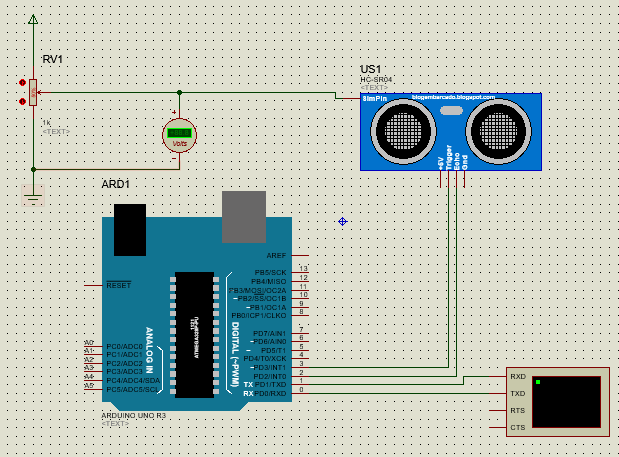 RV1
1k
<TEXT>
+
Volts
-
US1
HC-SR04
<TEXT>
blogembarcado.blogspot.com
SimPin
+5V
Trigger
Echo
Gnd
ARD1
RESET
AREF
PB5/SCK 13
PB4/MISO 12
~PB3/MOSI/OC2A 11
~PB2/SS/OC1B 10
~PB1/OC1A 9
PB0/ICP1/CLKO 8
PD7/AIN1 7
~PD6/AIN0 6
~PD5/T1 5
PD4/T0/XCK 4
~PD3/INT1 3
PD2/INT0 2
TX PD1/TXD 1
RX PD0/RXD 0
ANALOG IN
DIGITAL (~PWM)
A0 PC0/ADC0
A1 PC1/ADC1
A2 PC2/ADC2
A3 PC3/ADC3
A4 PC4/ADC4/SDA
A5 PC5/ADC5/SCL
ARDUINO UNO R3
<TEXT>
RXD
TXD
RTS
CTS